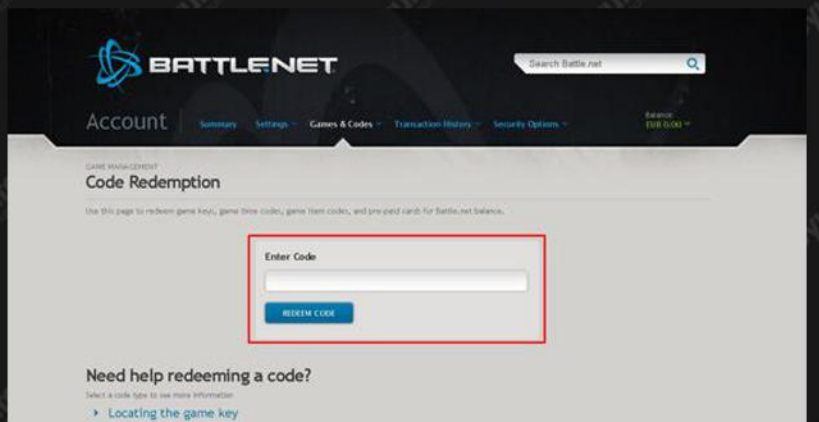 BATTLE.NET
Search Battle.net
Account
Summary
Settings
Games & Codes
Transaction History
Security Options
Balance
EUR 0.00
GAME MANAGEMENT
Code Redemption
Use this page to redeem game keys, game time codes, game item codes, and pre-paid cards for Battle.net balance.
Enter Code
REDEEM CODE
Need help redeeming a code?
Select a code type to see more information
Locating the game key